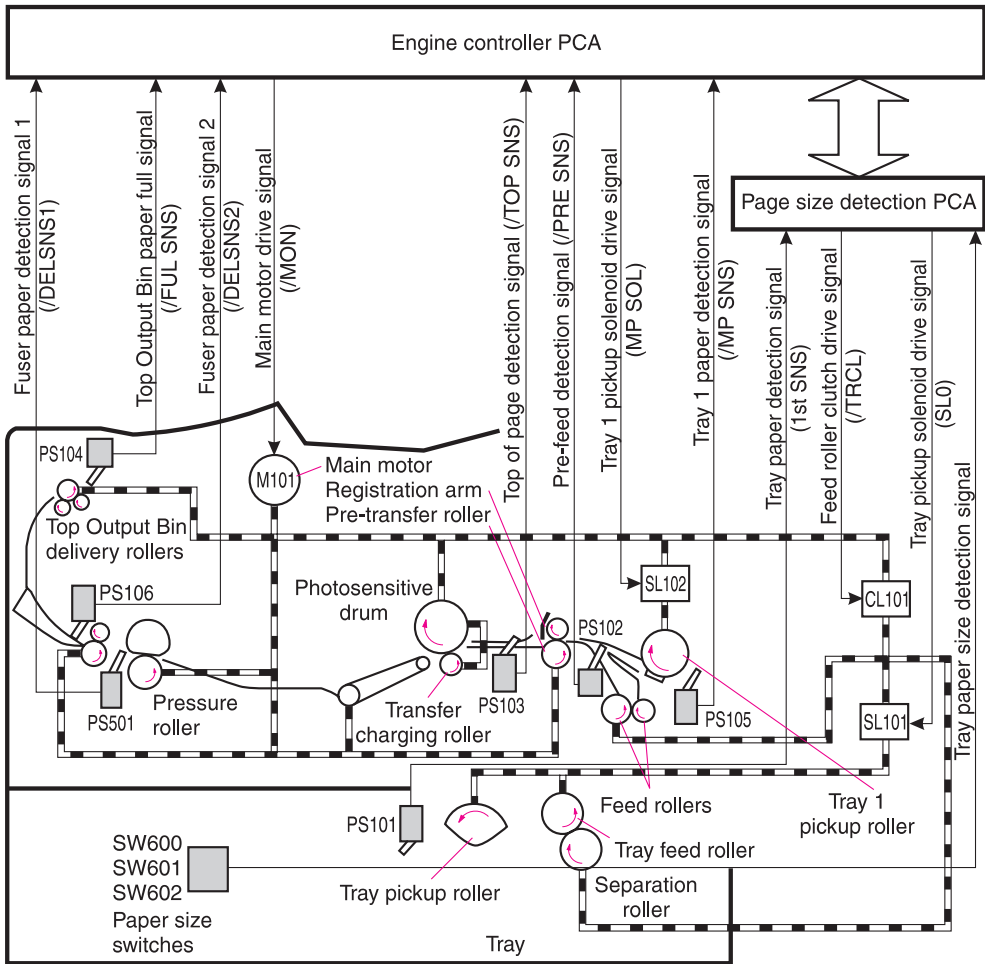 Engine controller PCA
Page size detection PCA
Fuser paper detection signal 1
(/DELSNS1)
Top Output Bin paper full signal
(/FUL SNS)
Fuser paper detection signal 2
(/DELSNS2)
Main motor drive signal
(/MON)
Top of page detection signal (/TOP SNS)
Pre-feed detection signal (/PRE SNS)
Tray 1 pickup solenoid drive signal
(MP SOL)
Tray 1 paper detection signal
(/MP SNS)
Tray paper detection signal
(1st SNS)
Feed roller clutch drive signal
(/TRCL)
Tray pickup solenoid drive signal
(SL0)
Tray paper size detection signal
PS104
M101
Main motor
Registration arm
Pre-transfer roller
Top Output Bin
delivery rollers
PS106
Photosensitive
drum
SL102
CL101
PS102
PS501
Pressure
roller
Transfer
charging roller
PS103
PS105
SL101
Feed rollers
Tray 1
pickup roller
PS101
Tray feed roller
SW600
SW601
SW602
Tray pickup roller
Separation
roller
Paper size
switches
Tray